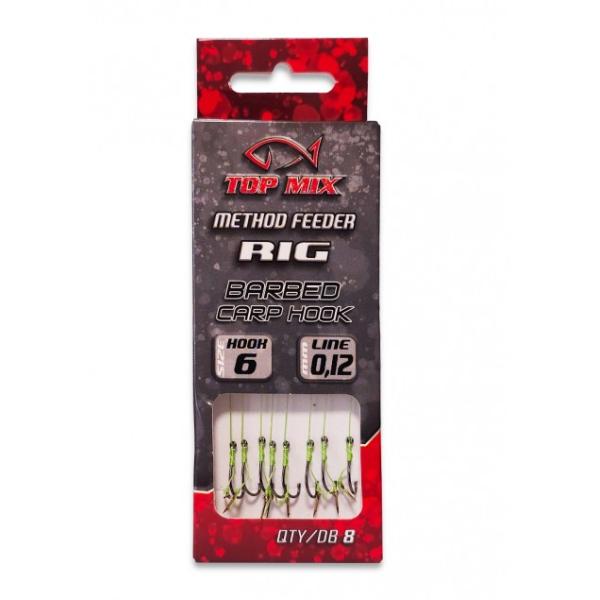 TOP MIX
METHOD FEEDER
RIG
BARBED
CARP HOOK
SIZE HOOK 6
mm LINE 0,12
QTY/DB 8